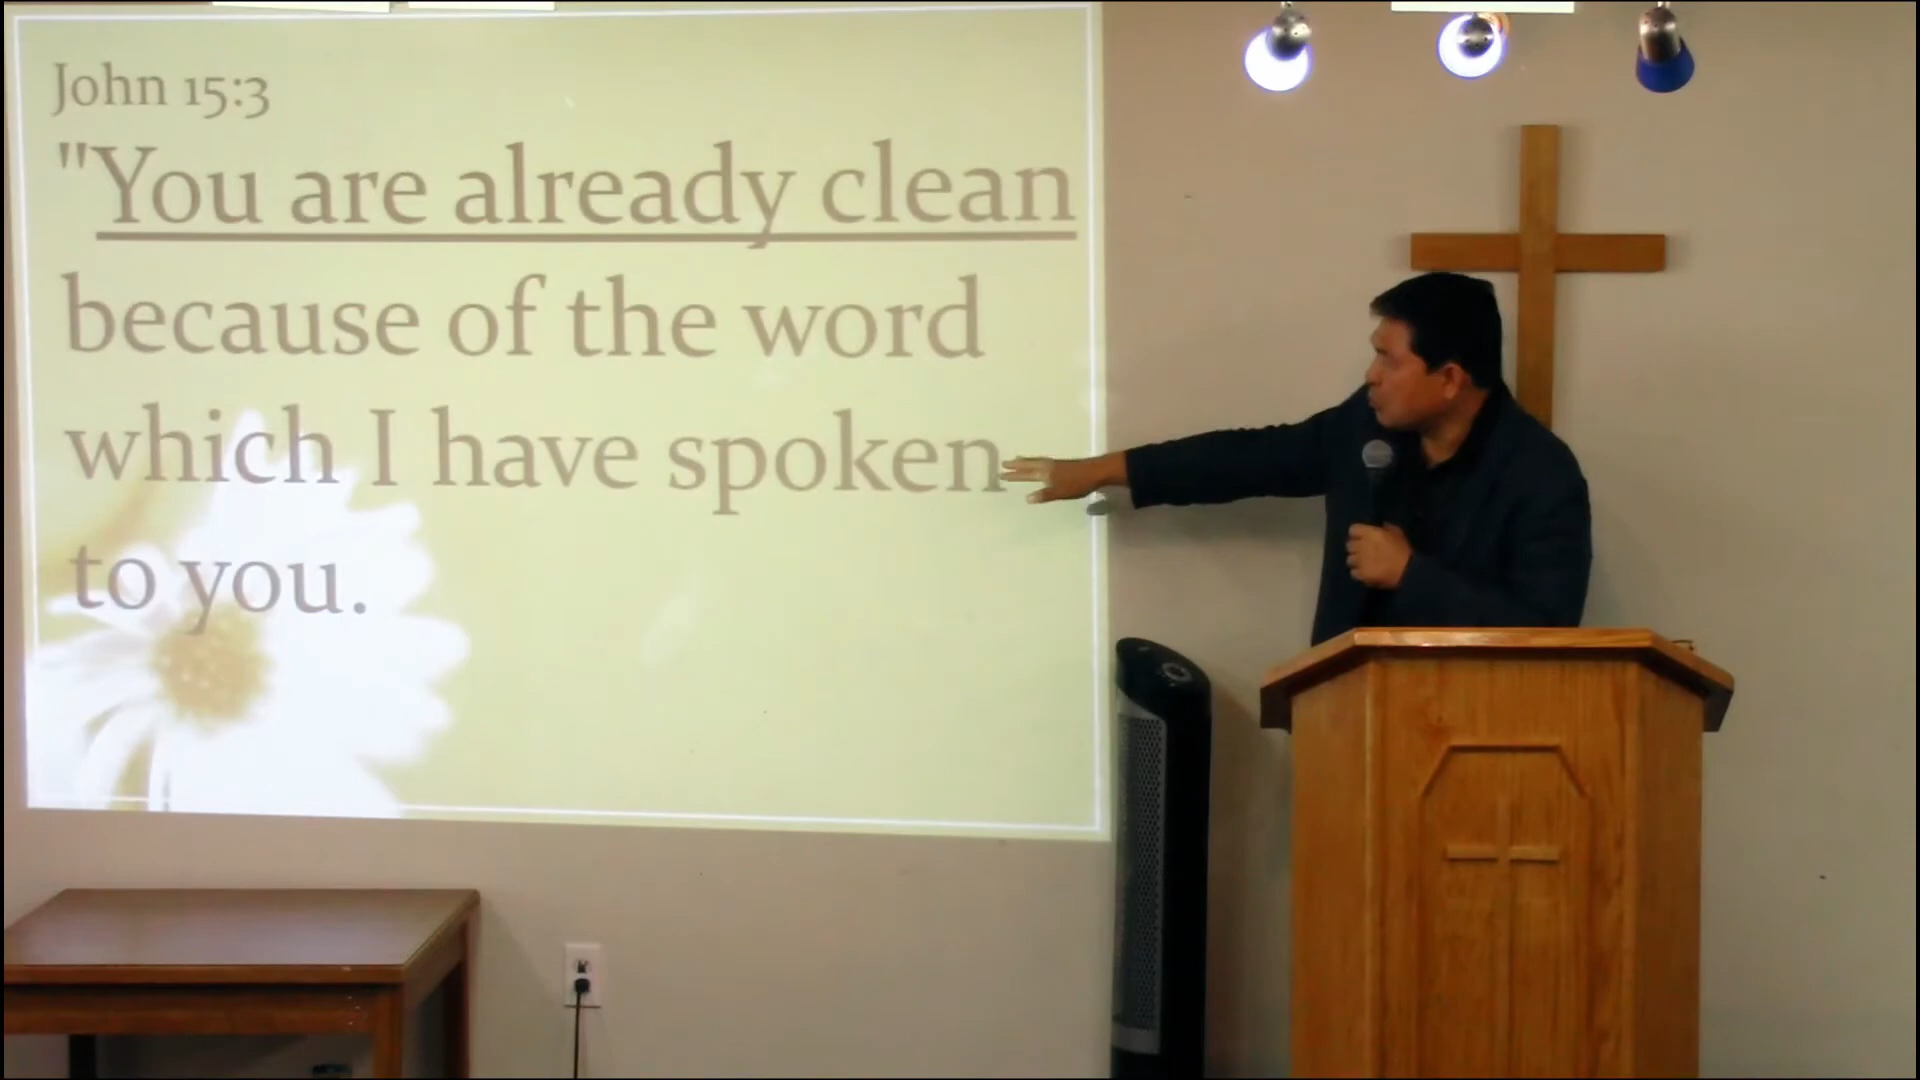 John 15:3
"You are already clean
because of the word
which I have spoken
to you.